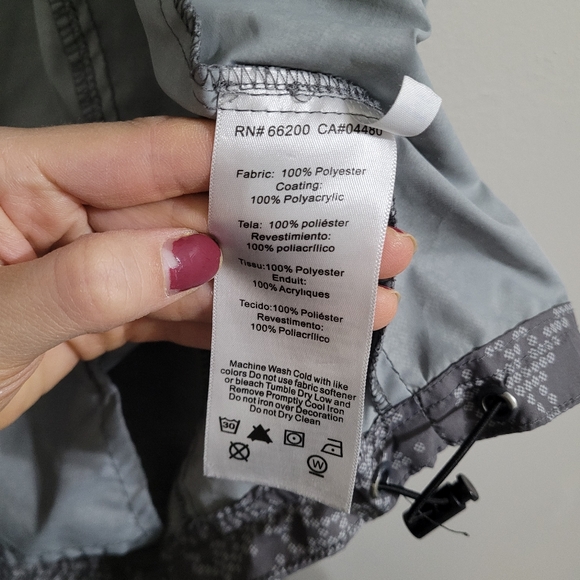 RN# 66200 CA#04480
Fabric: 100% Polyester
Coating:
100% Polyacrylic
Tela: 100% poliéster
Revestimiento:
100% poliacrílico
Tissu:100% Polyester
Enduit:
100% Acryliques
Tecido:100% Poliéster
Revestimento:
100% Poliacrílico
Machine Wash Cold with like
colors Do not use fabric softener
or bleach Tumble Dry Low and
Remove Promptly Cool Iron
Do not iron over Decoration
Do not Dry Clean
30
W